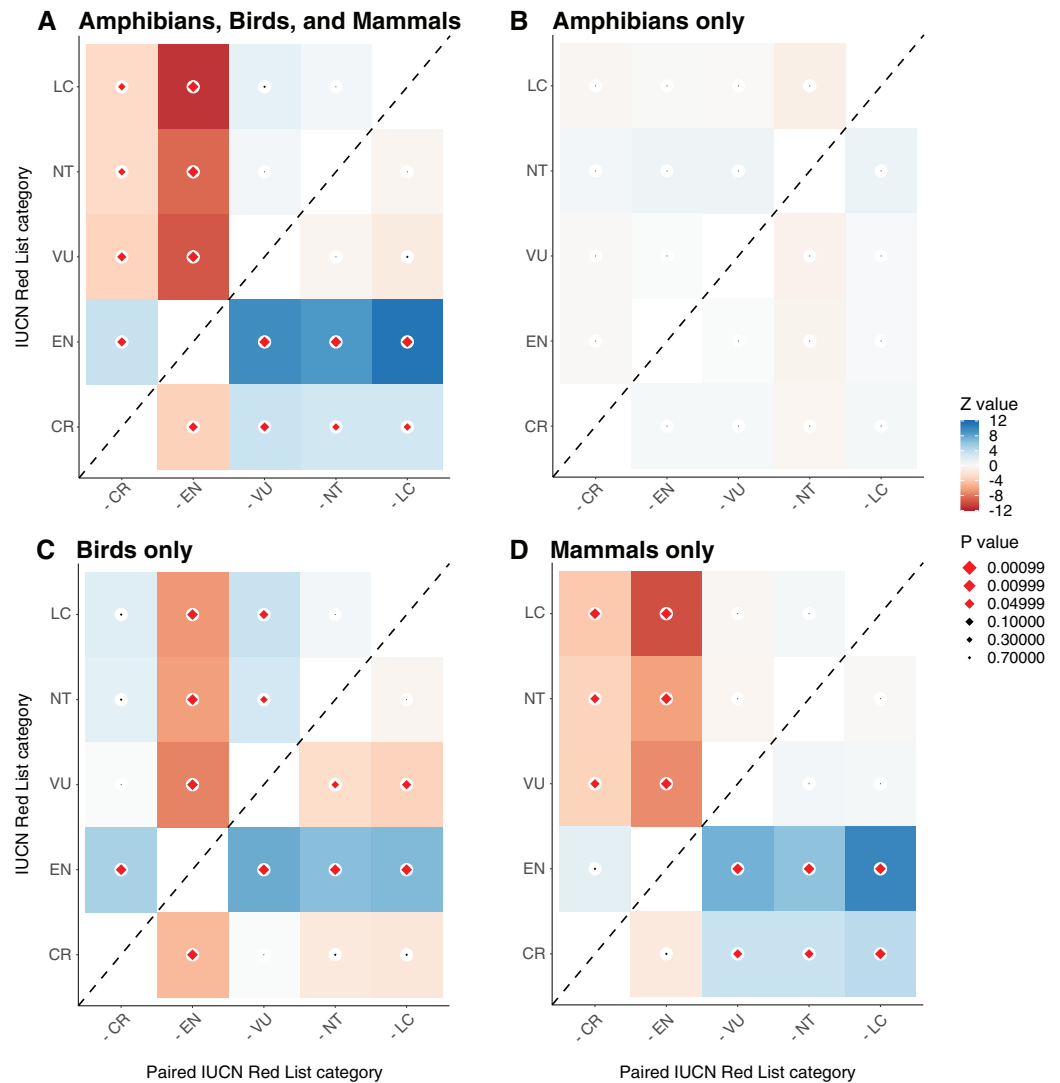 A Amphibians, Birds, and Mammals
B Amphibians only
LC
NT
VU
EN
CR
IUCN Red List category
- CR
- EN
- VU
- NT
- LC
LC
NT
VU
EN
CR
- CR
- EN
- VU
- NT
- LC
Z value
12
8
4
0
-4
-8
-12
P value
0.00099
0.00999
0.04999
0.10000
0.30000
0.70000
C Birds only
D Mammals only
LC
NT
VU
EN
CR
IUCN Red List category
- CR
- EN
- VU
- NT
- LC
Paired IUCN Red List category
LC
NT
VU
EN
CR
- CR
- EN
- VU
- NT
- LC
Paired IUCN Red List category